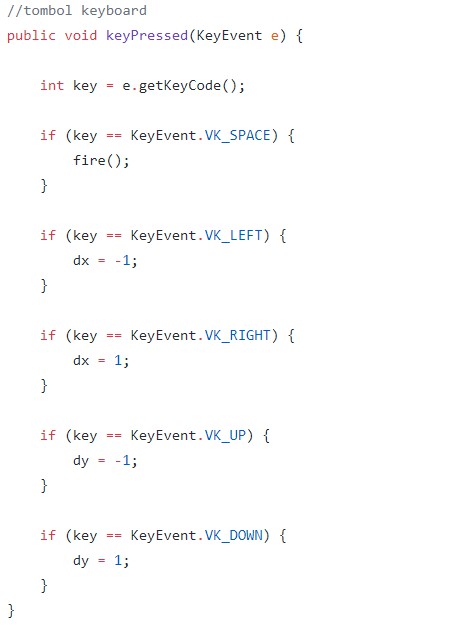 //tombol keyboard
public void keyPressed(KeyEvent e) {
int key = e.getKeyCode();
if (key == KeyEvent.VK_SPACE) {
fire();
}
if (key == KeyEvent.VK_LEFT) {
dx = -1;
}
if (key == KeyEvent.VK_RIGHT) {
dx = 1;
}
if (key == KeyEvent.VK_UP) {
dy = -1;
}
if (key == KeyEvent.VK_DOWN) {
dy = 1;
}
}